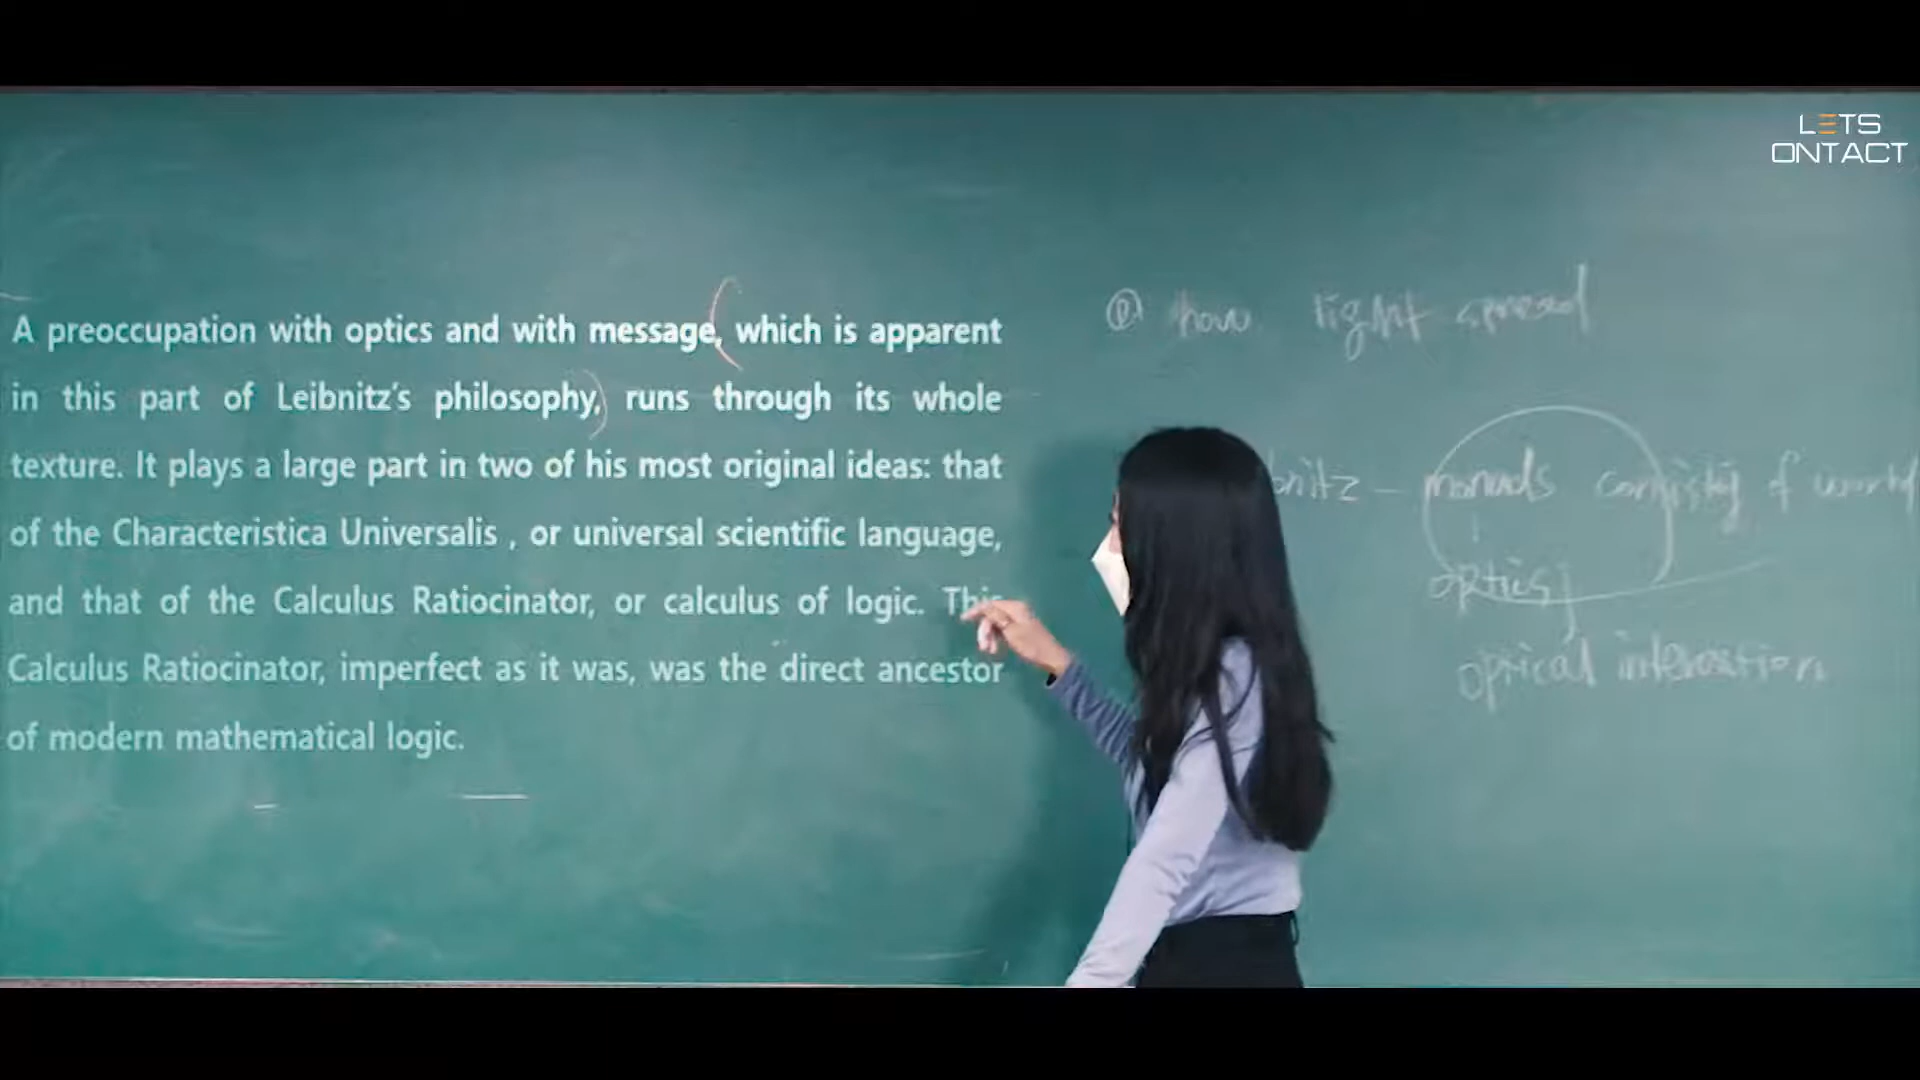 LETS
ONTACT
A preoccupation with optics and with message, which is apparent
in this part of Leibnitz's philosophy, runs through its whole
texture. It plays a large part in two of his most original ideas: that
of the Characteristica Universalis , or universal scientific language,
and that of the Calculus Ratiocinator, or calculus of logic. This
Calculus Ratiocinator, imperfect as it was, was the direct ancestor
of modern mathematical logic.
how light spread
bnitz - monads of world
optics
optical interaction